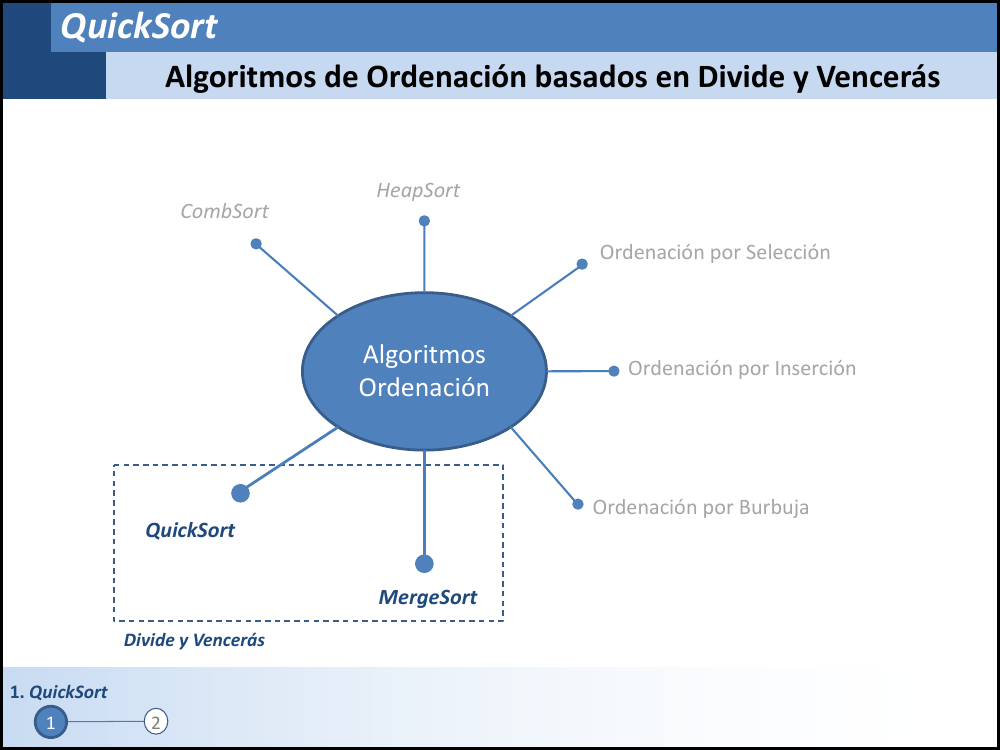 QuickSort
Algoritmos de Ordenación basados en Divide y Vencerás
HeapSort
CombSort
Ordenación por Selección
Algoritmos
Ordenación
Ordenación por Inserción
Ordenación por Burbuja
QuickSort
MergeSort
Divide y Vencerás
1. QuickSort
1
2